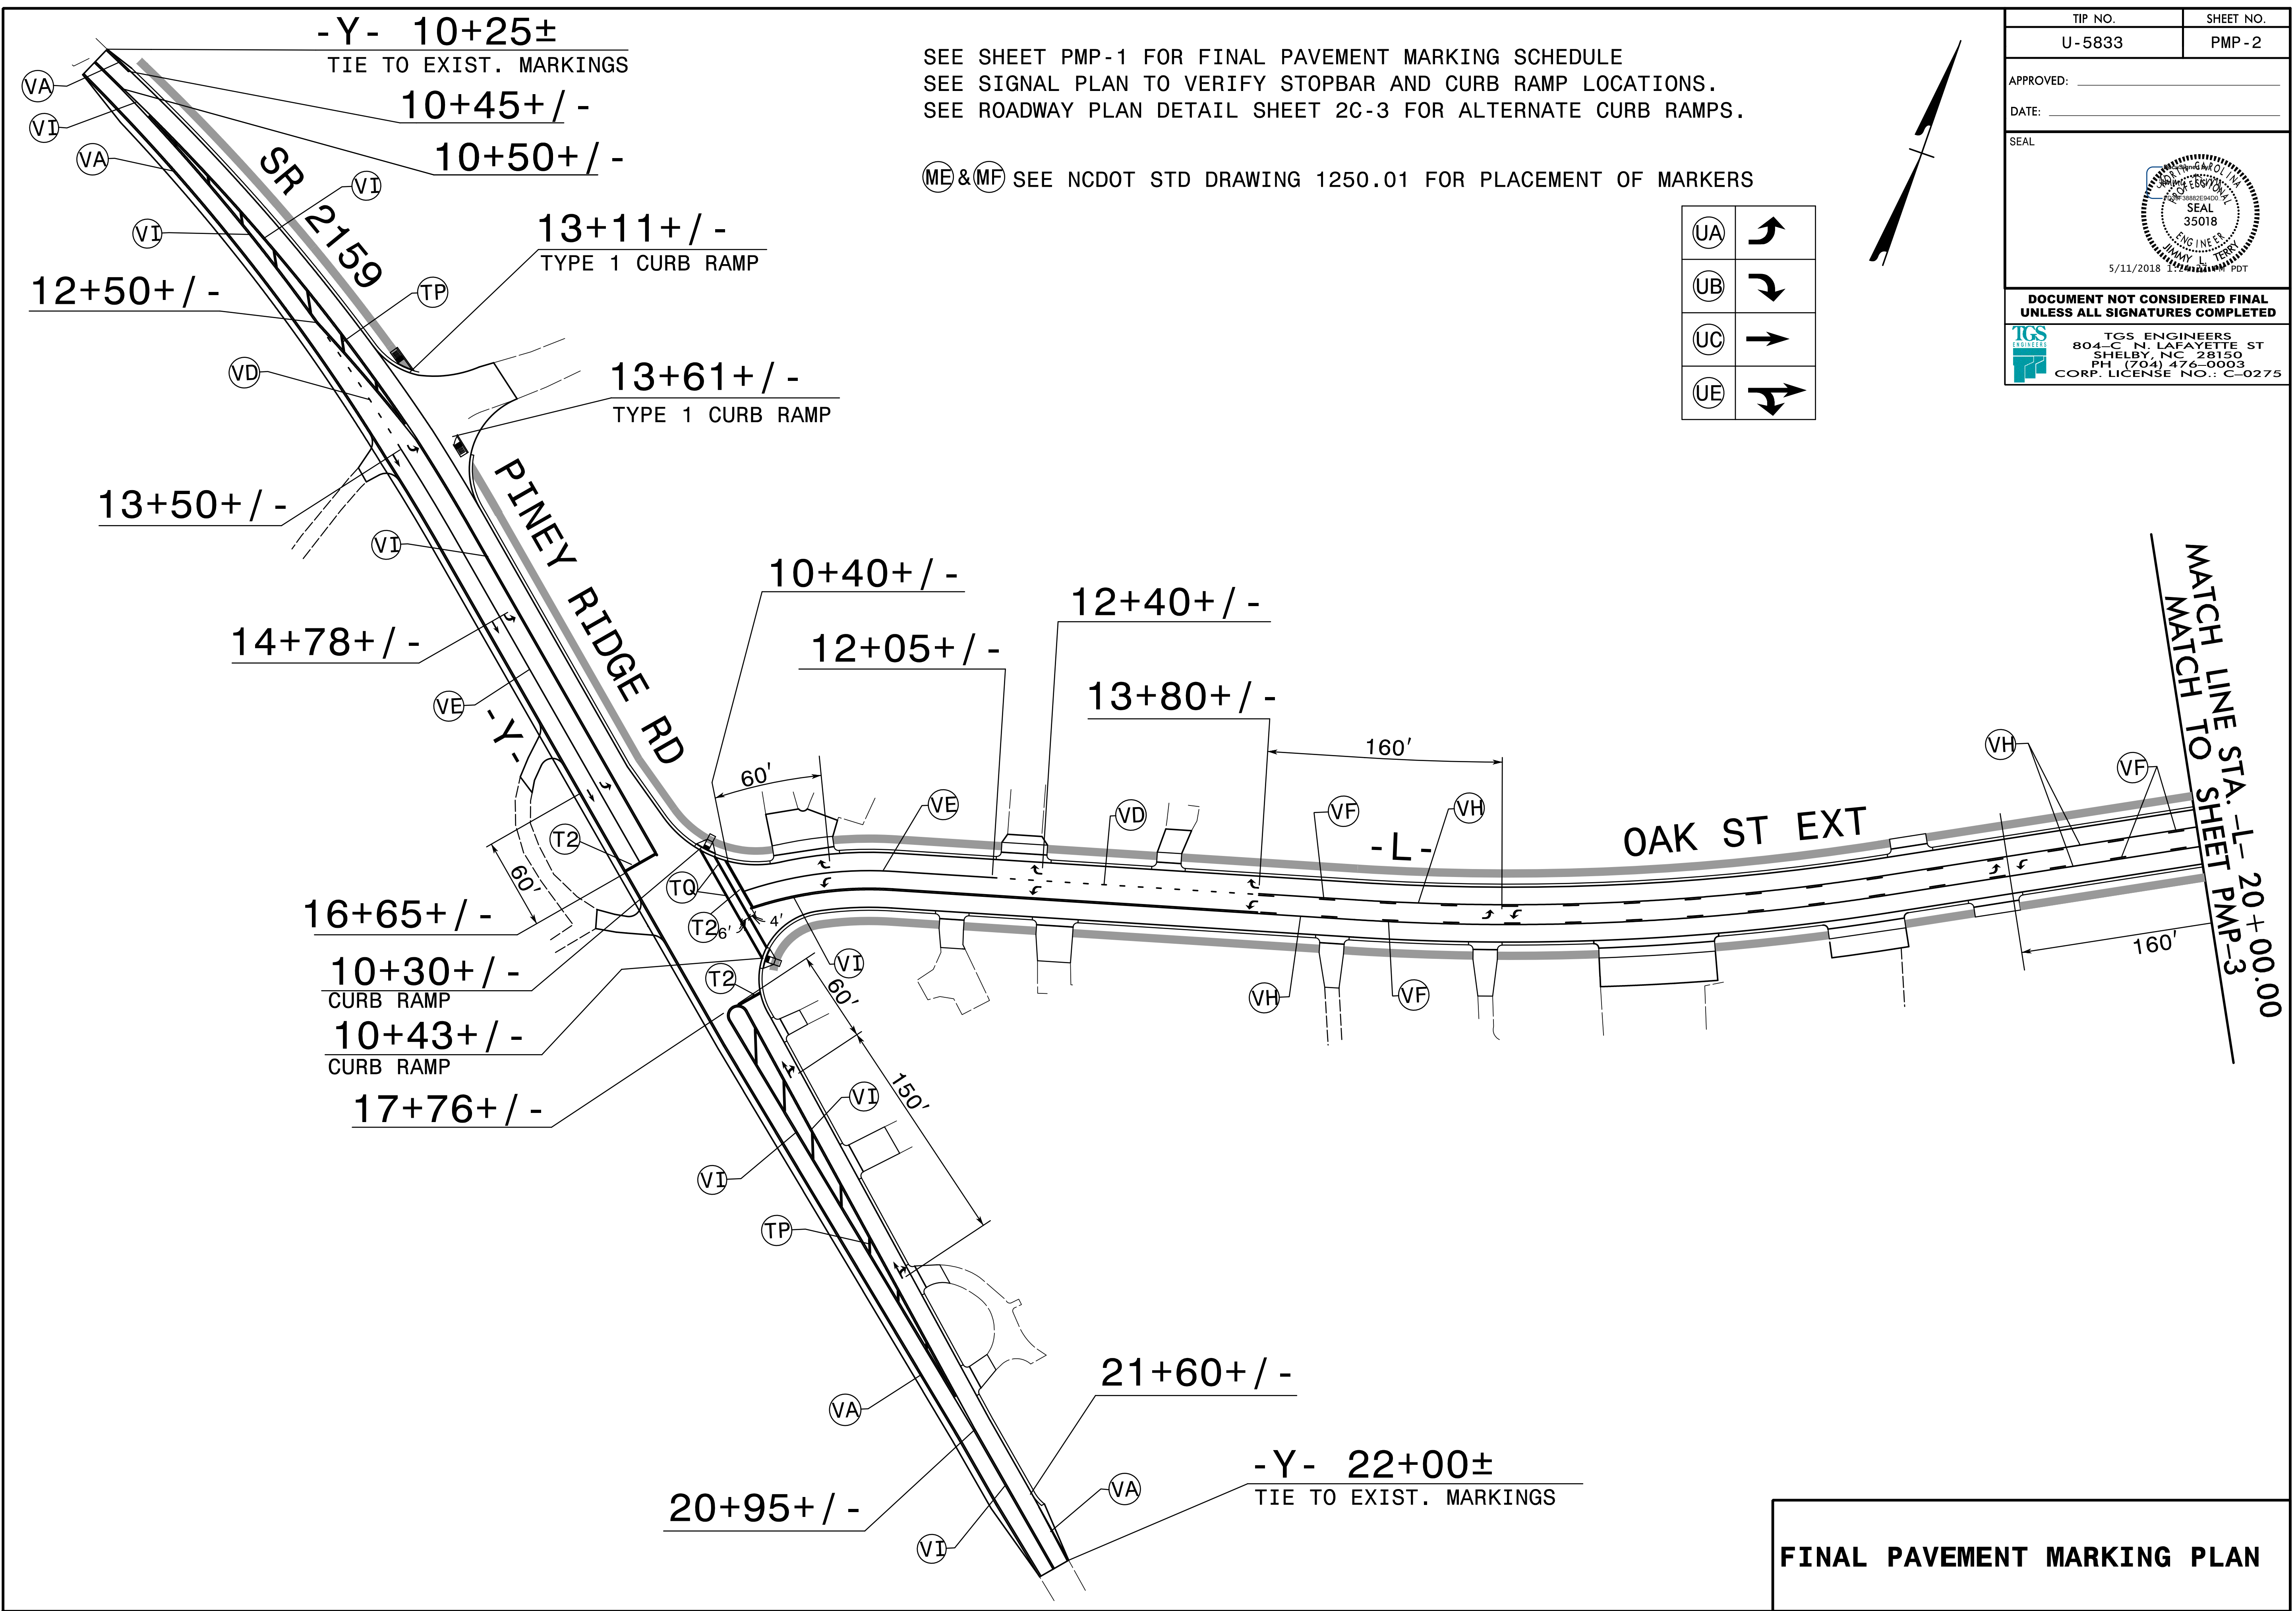 -Y- 10+25±
TIE TO EXIST. MARKINGS
10+45+/-
10+50+/-
VA
VI
VA
VI
VI
SR 2159
13+11+/-
TYPE 1 CURB RAMP
12+50+/-
TP
VD
13+61+/-
TYPE 1 CURB RAMP
13+50+/-
VI
PINEY RIDGE RD
14+78+/-
VE
-Y-
SEE SHEET PMP-1 FOR FINAL PAVEMENT MARKING SCHEDULE
SEE SIGNAL PLAN TO VERIFY STOPBAR AND CURB RAMP LOCATIONS.
SEE ROADWAY PLAN DETAIL SHEET 2C-3 FOR ALTERNATE CURB RAMPS.
ME & MF SEE NCDOT STD DRAWING 1250.01 FOR PLACEMENT OF MARKERS
UA
UB
UC
UE
TIP NO. SHEET NO.
U-5833 PMP-2
APPROVED:
DATE:
SEAL
NORTH CAROLINA
PROFESSIONAL
SEAL
35018
ENGINEER
JIMMY L. TERRY
5/11/2018
PDT
DOCUMENT NOT CONSIDERED FINAL
UNLESS ALL SIGNATURES COMPLETED
TGS
ENGINEERS
TGS ENGINEERS
804-C N. LAFAYETTE ST
SHELBY, NC 28150
PH (704) 476-0003
CORP. LICENSE NO.: C-0275
10+40+/-
12+40+/-
12+05+/-
13+80+/-
160'
60'
VE
VD
VF
VH
-L-
OAK ST EXT
VH
VF
MATCH LINE STA. -L- 20+00.00
MATCH TO SHEET PMP-3
160'
T2
60'
TQ
T2
6'
4'
16+65+/-
10+30+/-
CURB RAMP
T2
VI
60'
VH
VF
10+43+/-
CURB RAMP
17+76+/-
VI
150'
VI
TP
VA
21+60+/-
-Y- 22+00±
TIE TO EXIST. MARKINGS
VA
20+95+/-
VI
FINAL PAVEMENT MARKING PLAN